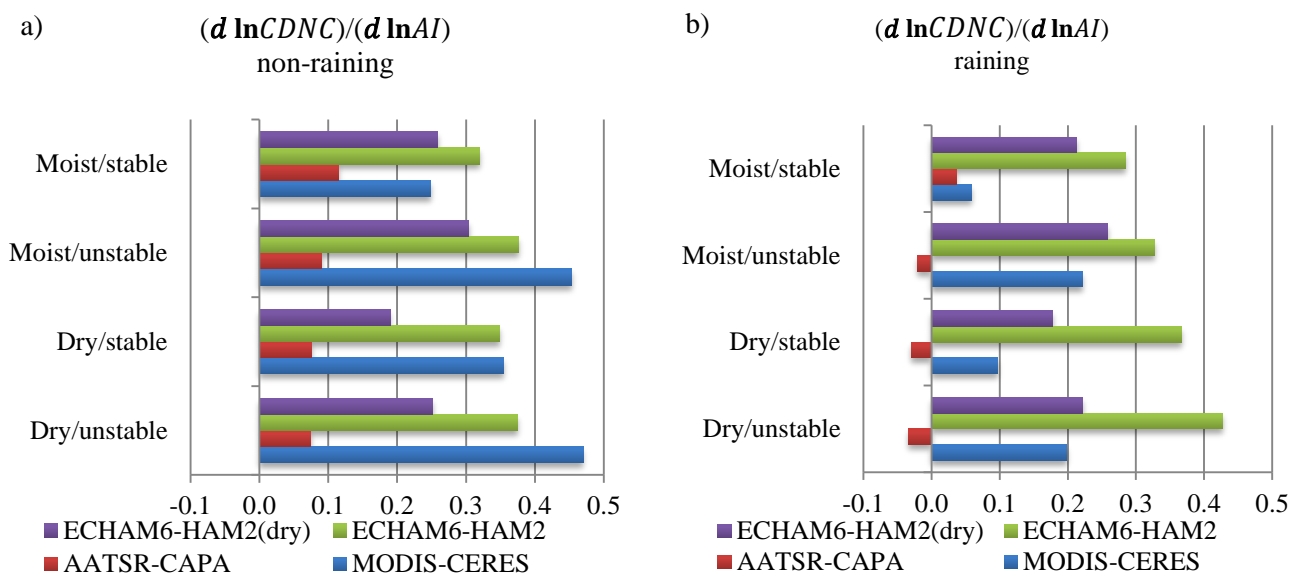 a)
(d lnCDNC)/(d lnAI)
non-raining
Moist/stable
Moist/unstable
Dry/stable
Dry/unstable
-0.1 0.0 0.1 0.2 0.3 0.4 0.5
ECHAM6-HAM2(dry) ECHAM6-HAM2
AATSR-CAPA MODIS-CERES
b)
(d lnCDNC)/(d lnAI)
raining
Moist/stable
Moist/unstable
Dry/stable
Dry/unstable
-0.1 0.0 0.1 0.2 0.3 0.4 0.5
ECHAM6-HAM2(dry) ECHAM6-HAM2
AATSR-CAPA MODIS-CERES